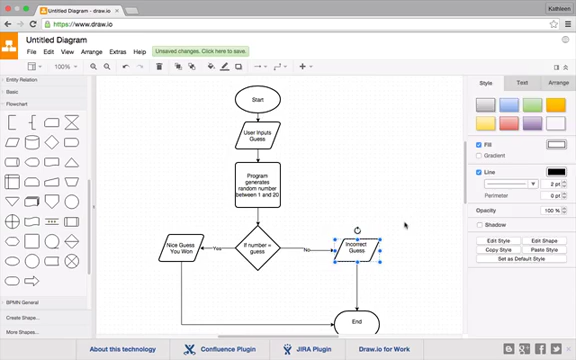 Untitled Diagram
Kathleen
https://www.draw.io
Untitled Diagram
File Edit View Arrange Extras Help
Unsaved changes. Click here to save.
100%
Entity Relation
Basic
Flowchart
BPMN General
Create Shape...
More Shapes...
Start
User Inputs
Guess
Program
generates
random number
between 1 and 20
If number =
guess
Yes
No
Nice Guess
You Won
Incorrect
Guess
End
Style Text Arrange
Fill
Gradient
Line
2 pt
Perimeter
0 pt
Opacity
100 %
Shadow
Edit Style Edit Shape
Copy Style Paste Style
Set as Default Style
About this technology Confluence Plugin JIRA Plugin Draw.io for Work